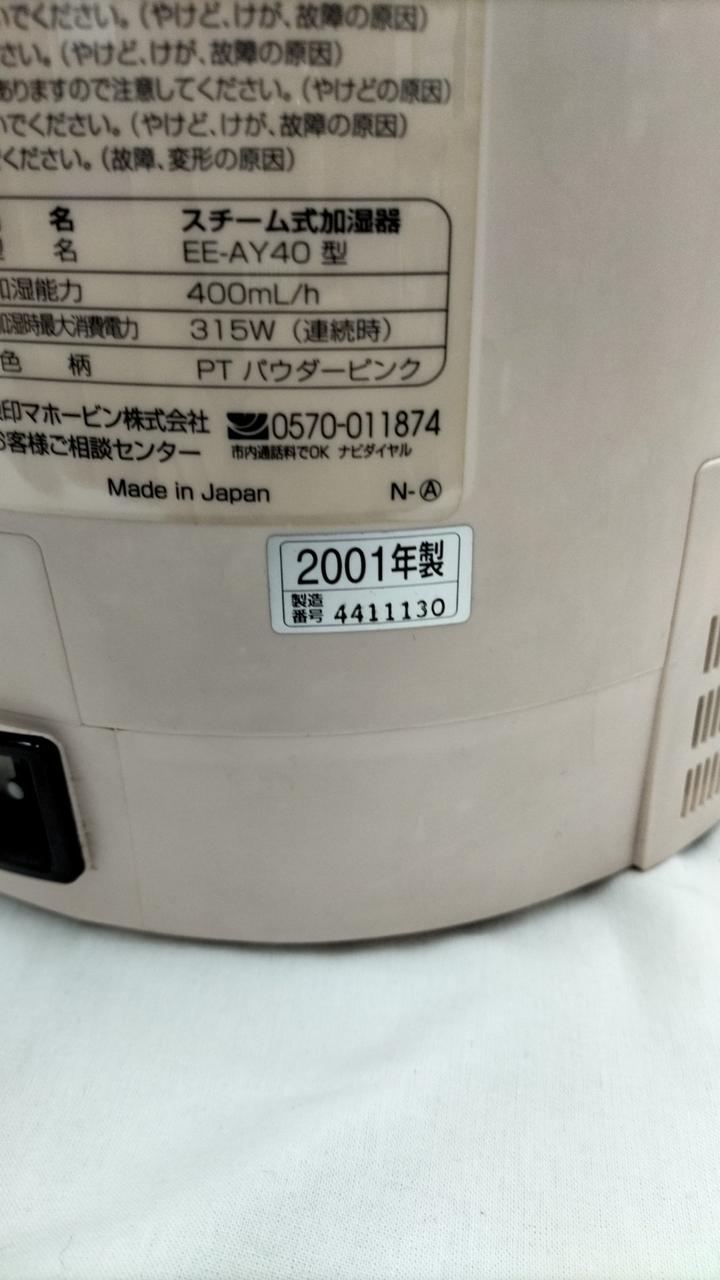 いでください。（やけど、けが、故障の原因）
さい。（やけど、けが、故障の原因）
ありますので注意してください。（やけどの原因）
いでください。（やけど、けが、故障の原因）
ください。（故障、変形の原因）
名 スチーム式加湿器
名 EE-AY40 型
加湿能力 400mL/h
加湿時最大消費電力 315W（連続時）
色 柄 PT パウダーピンク
印マホービン株式会社
お客様ご相談センター
0570-011874
市内通話料でOK ナビダイヤル
Made in Japan N-Ⓐ
2001年製
製造番号 4411130